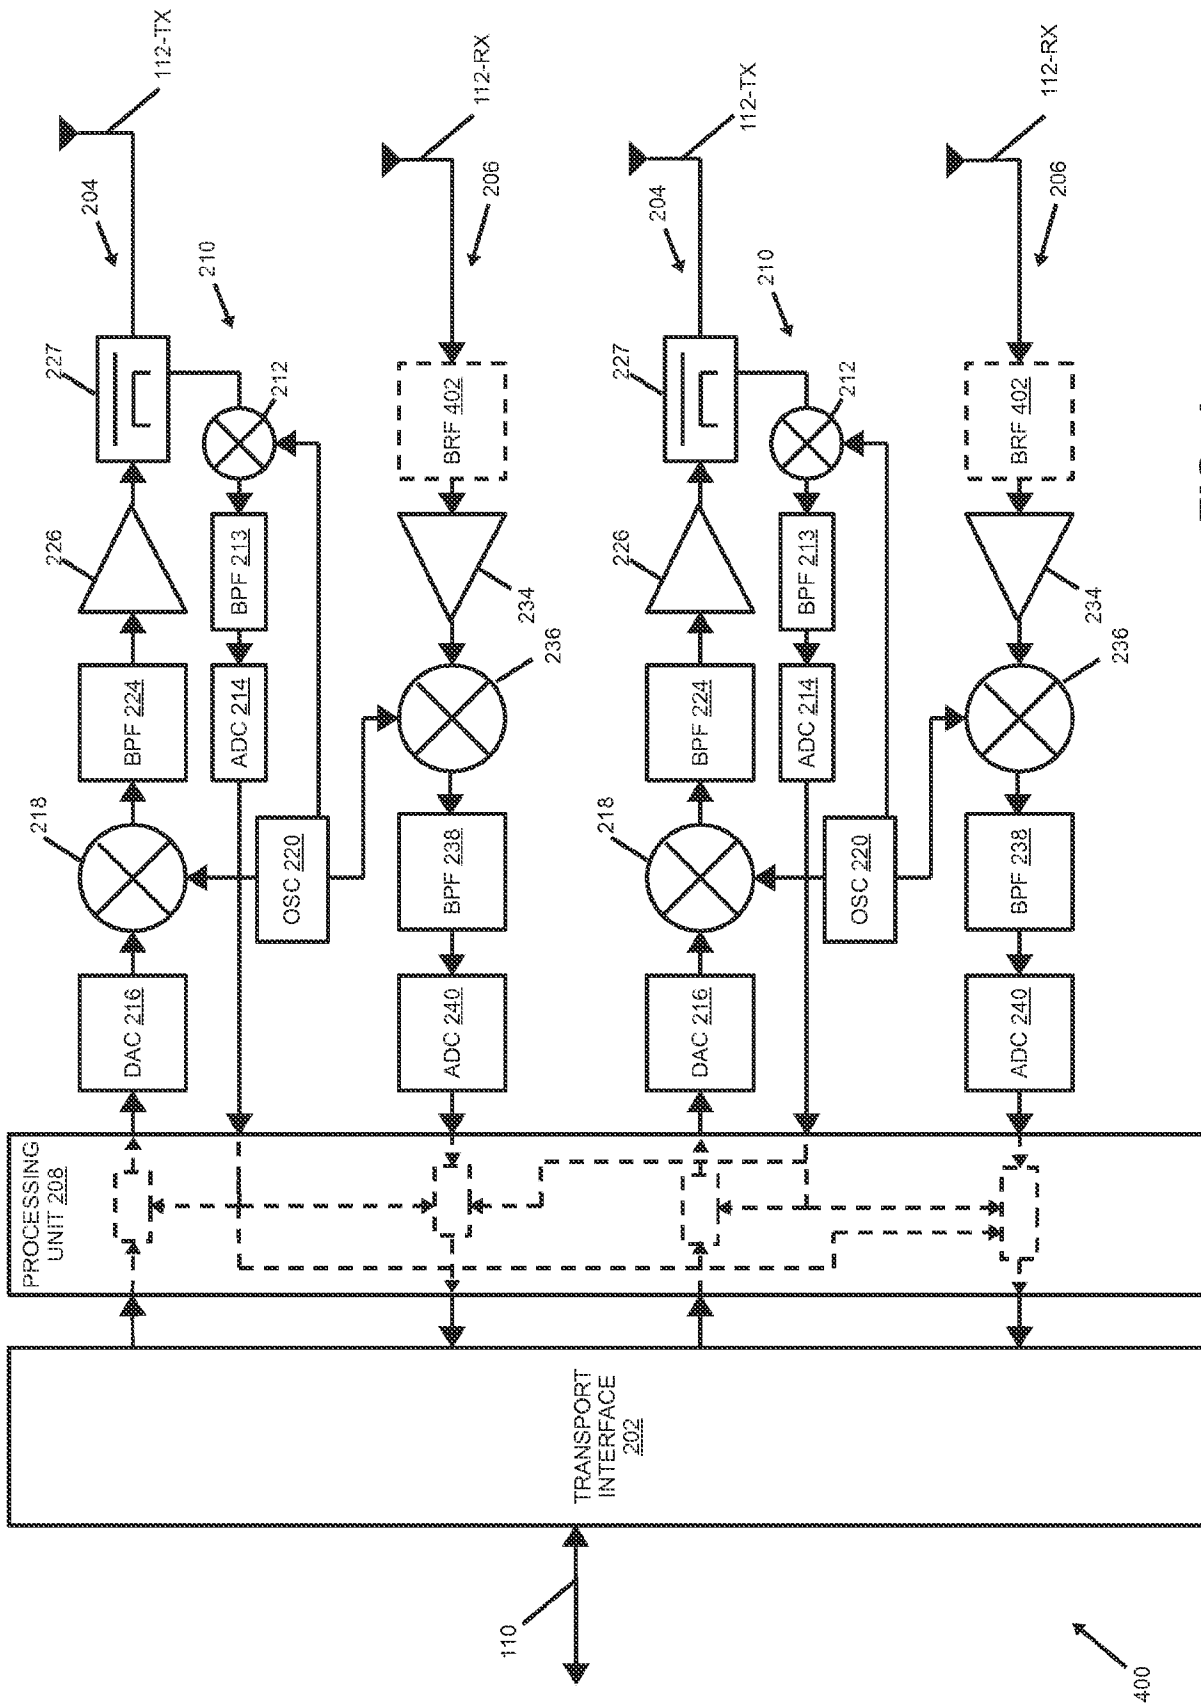 112-TX
204
227
226
BPF 224
218
DAC 216
210
212
BPF 213
ADC 214
OSC 220
112-RX
206
BRF 402
234
236
BPF 238
ADC 240
112-TX
204
227
226
BPF 224
218
DAC 216
210
212
BPF 213
ADC 214
OSC 220
112-RX
206
BRF 402
234
236
BPF 238
ADC 240
PROCESSING
UNIT 208
TRANSPORT
INTERFACE
202
110
400